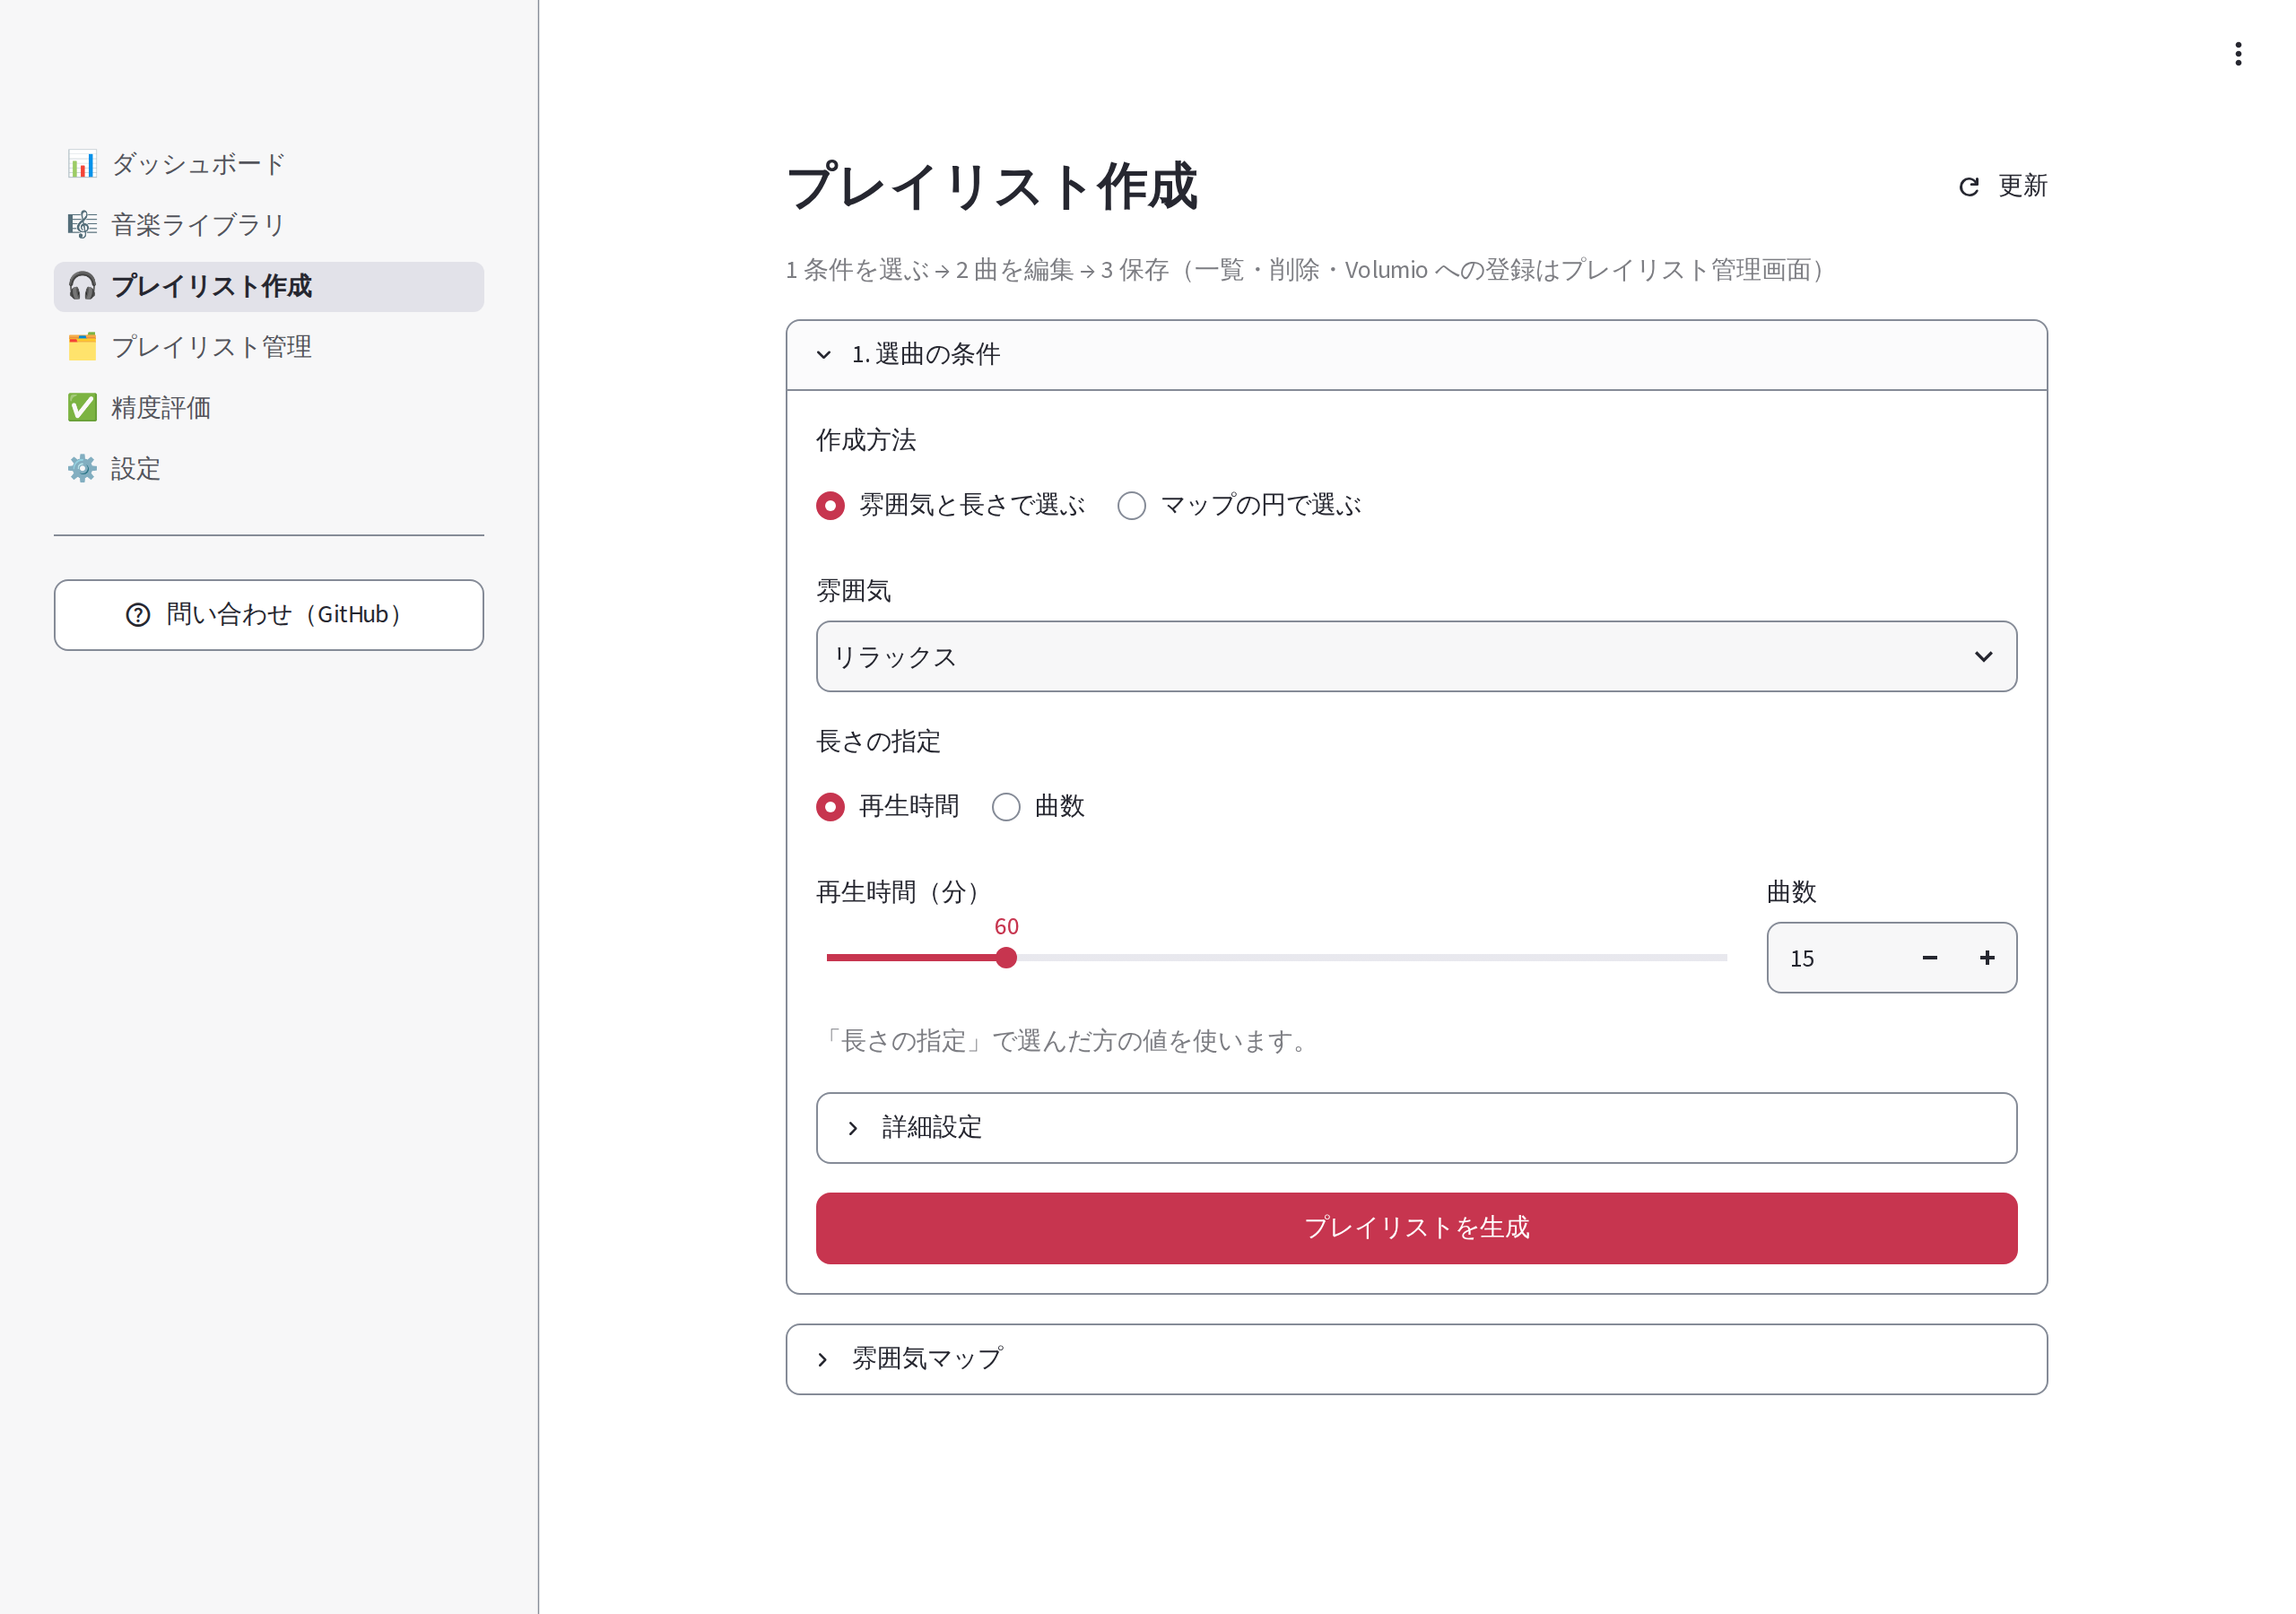 ダッシュボード
音楽ライブラリ
プレイリスト作成
プレイリスト管理
精度評価
設定
問い合わせ（GitHub）
プレイリスト作成
更新
1 条件を選ぶ → 2 曲を編集 → 3 保存（一覧・削除・Volumio への登録はプレイリスト管理画面）
1. 選曲の条件
作成方法
雰囲気と長さで選ぶ マップの円で選ぶ
雰囲気
リラックス
長さの指定
再生時間 曲数
再生時間（分） 曲数
60
15
「長さの指定」で選んだ方の値を使います。
詳細設定
プレイリストを生成
雰囲気マップ